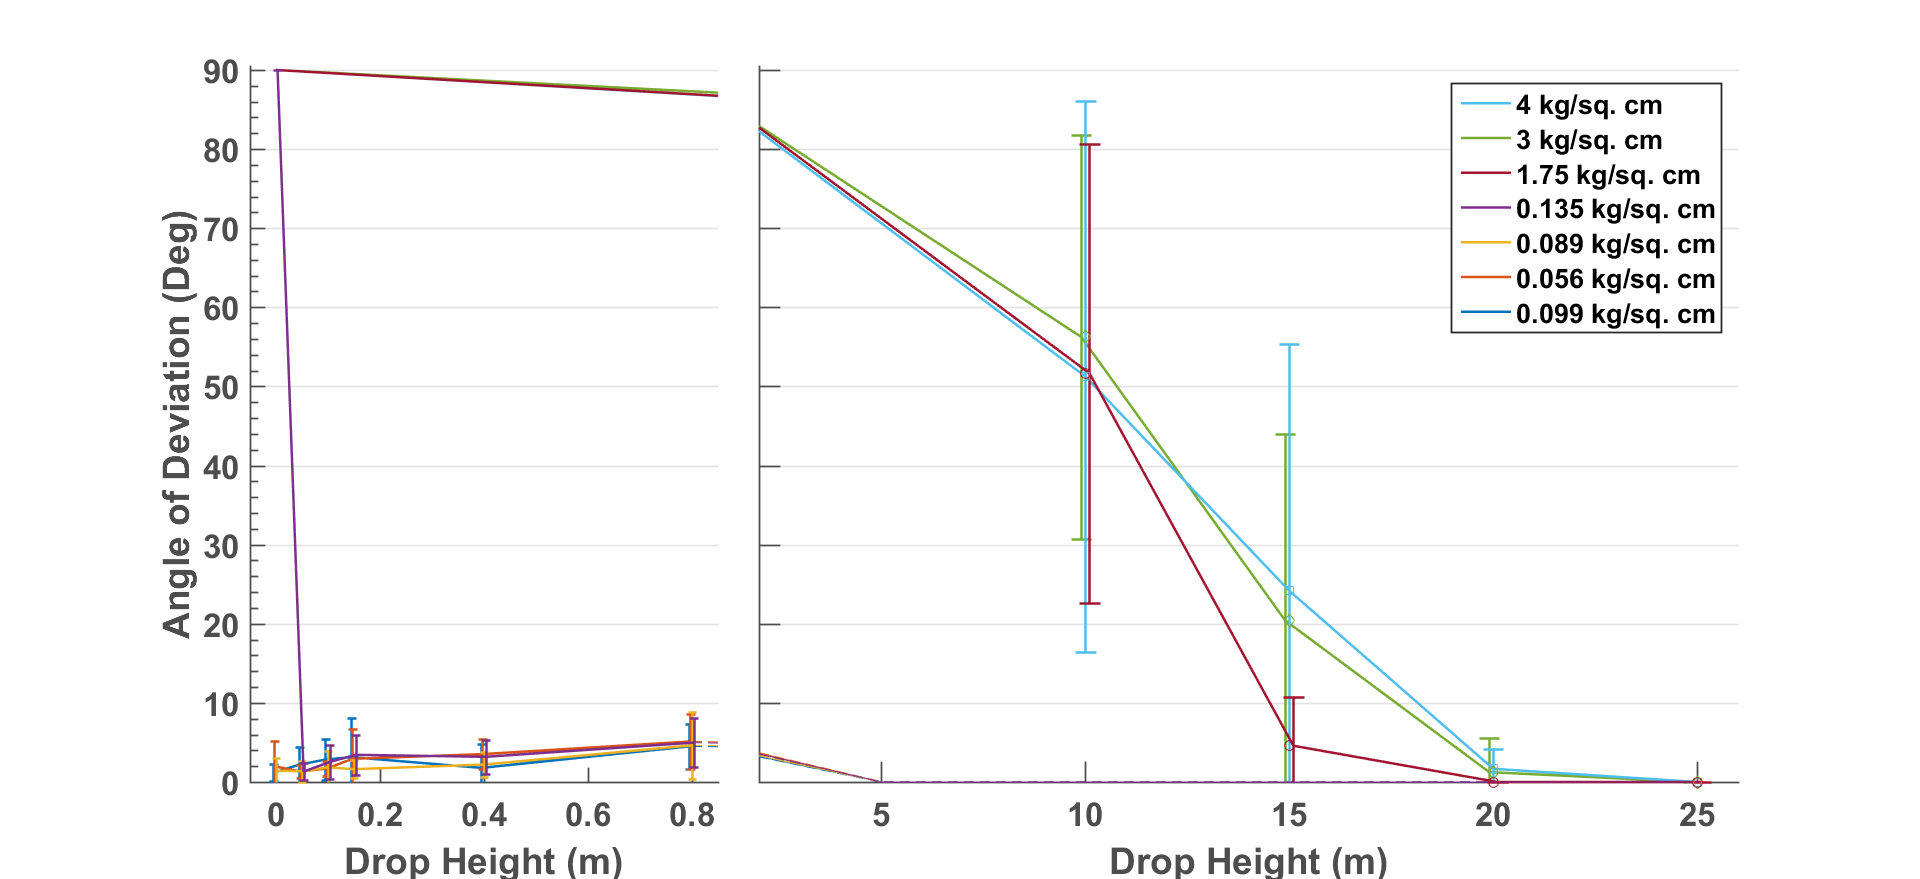 Angle of Deviation (Deg)
90
80
70
60
50
40
30
20
10
0
0 0.2 0.4 0.6 0.8
Drop Height (m)
5 10 15 20 25
Drop Height (m)
4 kg/sq. cm
3 kg/sq. cm
1.75 kg/sq. cm
0.135 kg/sq. cm
0.089 kg/sq. cm
0.056 kg/sq. cm
0.099 kg/sq. cm